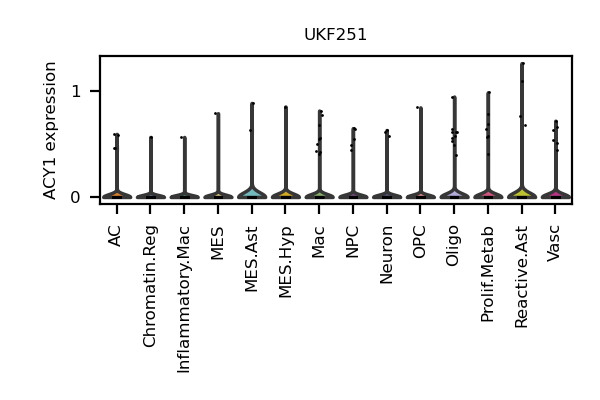 UKF251
ACY1 expression
1
0
AC
Chromatin.Reg
Inflammatory.Mac
MES
MES.Ast
MES.Hyp
Mac
NPC
Neuron
OPC
Oligo
Prolif.Metab
Reactive.Ast
Vasc